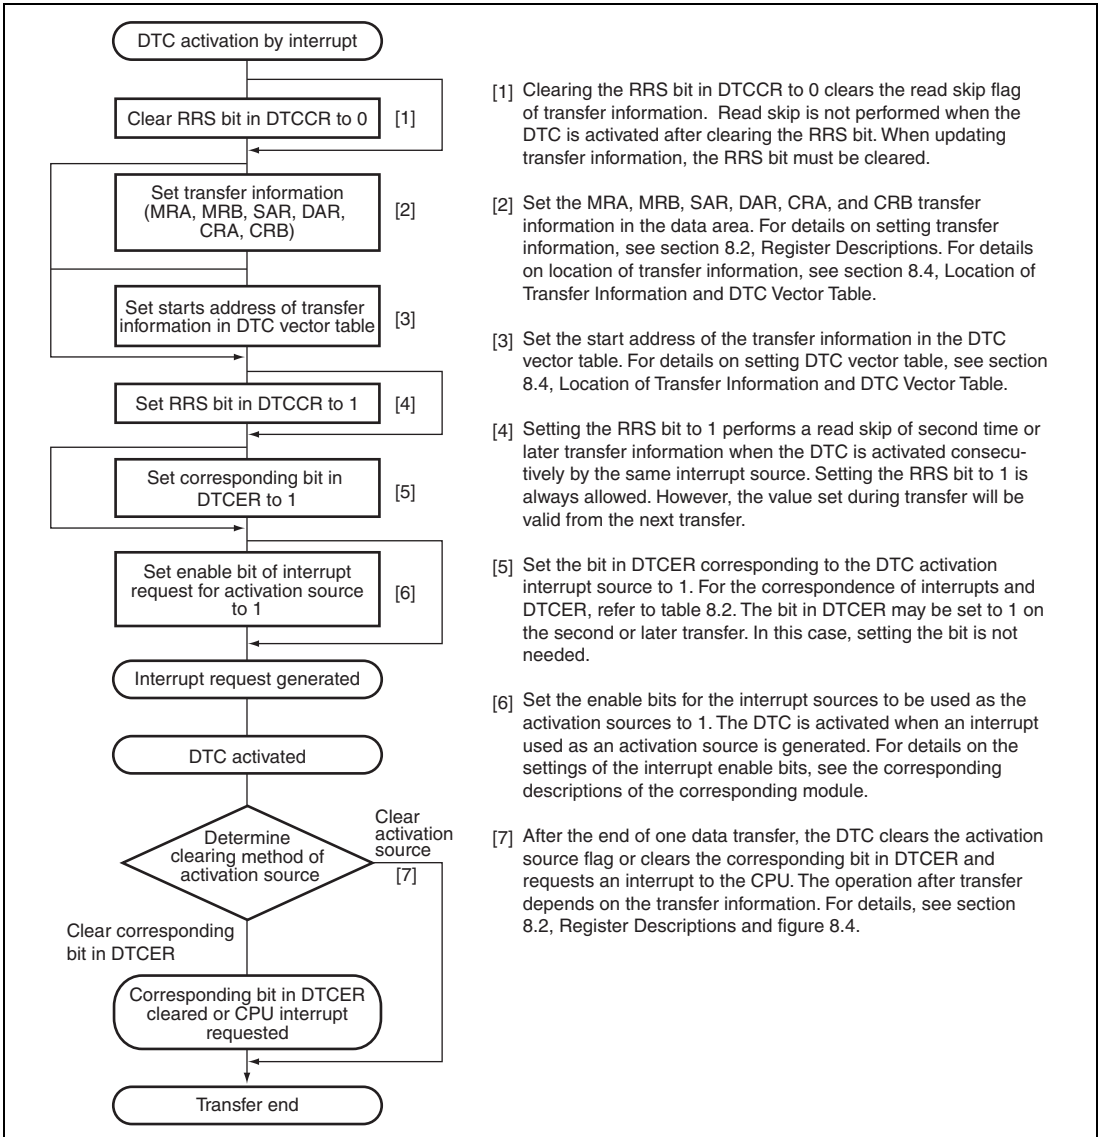 DTC activation by interrupt
Clear RRS bit in DTCCR to 0
[1]
Set transfer information
(MRA, MRB, SAR, DAR,
CRA, CRB)
[2]
Set starts address of transfer
information in DTC vector table
[3]
Set RRS bit in DTCCR to 1
[4]
Set corresponding bit in
DTCER to 1
[5]
Set enable bit of interrupt
request for activation source
to 1
[6]
Interrupt request generated
DTC activated
Determine
clearing method of
activation source
Clear
activation
source
[7]
Clear corresponding
bit in DTCER
Corresponding bit in DTCER
cleared or CPU interrupt
requested
Transfer end
[1] Clearing the RRS bit in DTCCR to 0 clears the read skip flag
of transfer information. Read skip is not performed when the
DTC is activated after clearing the RRS bit. When updating
transfer information, the RRS bit must be cleared.
[2] Set the MRA, MRB, SAR, DAR, CRA, and CRB transfer
information in the data area. For details on setting transfer
information, see section 8.2, Register Descriptions. For details
on location of transfer information, see section 8.4, Location of
Transfer Information and DTC Vector Table.
[3] Set the start address of the transfer information in the DTC
vector table. For details on setting DTC vector table, see section
8.4, Location of Transfer Information and DTC Vector Table.
[4] Setting the RRS bit to 1 performs a read skip of second time or
later transfer information when the DTC is activated consecu-
tively by the same interrupt source. Setting the RRS bit to 1 is
always allowed. However, the value set during transfer will be
valid from the next transfer.
[5] Set the bit in DTCER corresponding to the DTC activation
interrupt source to 1. For the correspondence of interrupts and
DTCER, refer to table 8.2. The bit in DTCER may be set to 1 on
the second or later transfer. In this case, setting the bit is not
needed.
[6] Set the enable bits for the interrupt sources to be used as the
activation sources to 1. The DTC is activated when an interrupt
used as an activation source is generated. For details on the
settings of the interrupt enable bits, see the corresponding
descriptions of the corresponding module.
[7] After the end of one data transfer, the DTC clears the activation
source flag or clears the corresponding bit in DTCER and
requests an interrupt to the CPU. The operation after transfer
depends on the transfer information. For details, see section
8.2, Register Descriptions and figure 8.4.